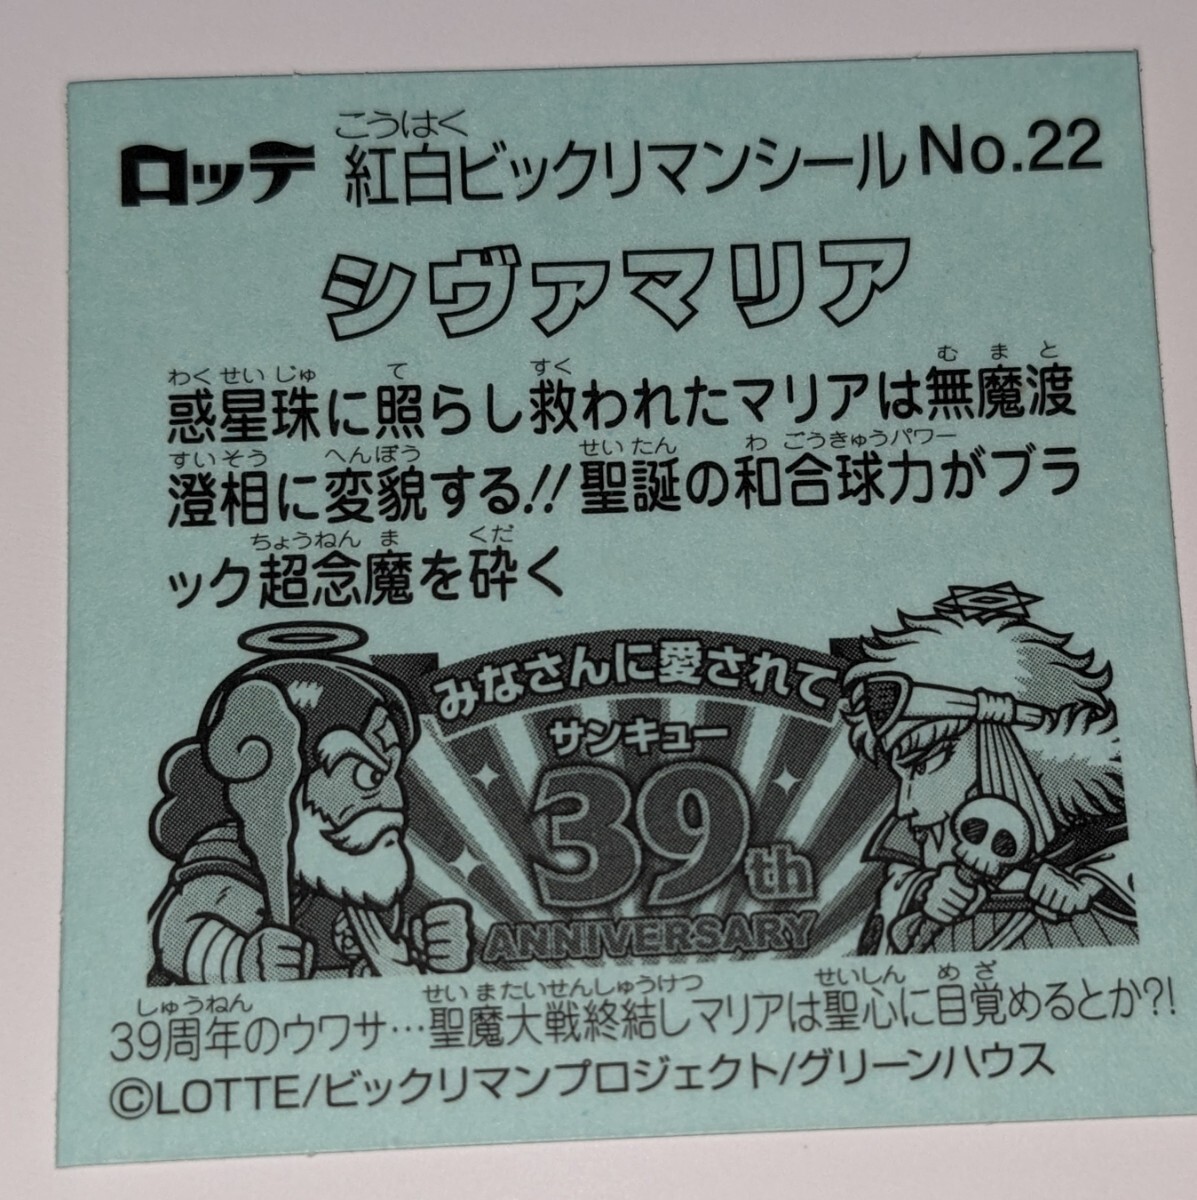 こうはく
ロッテ 紅白ビックリマンシールNo.22
シヴァマリア
わくせいじゅ て すく むまと
惑星珠に照らし救われたマリアは無魔渡
すいそう へんぼう せいたん わ ごうきゅうパワー
澄相に変貌する!!聖誕の和合球力がブラ
ちょうねん ま くだ
ック超念魔を砕く
みなさんに愛されて
サンキュー
39th
ANNIVERSARY
しゅうねん せいまたいせんしゅうけつ せいしん めざ
39周年のウワサ…聖魔大戦終結しマリアは聖心に目覚めるとか?!
©LOTTE/ビックリマンプロジェクト/グリーンハウス